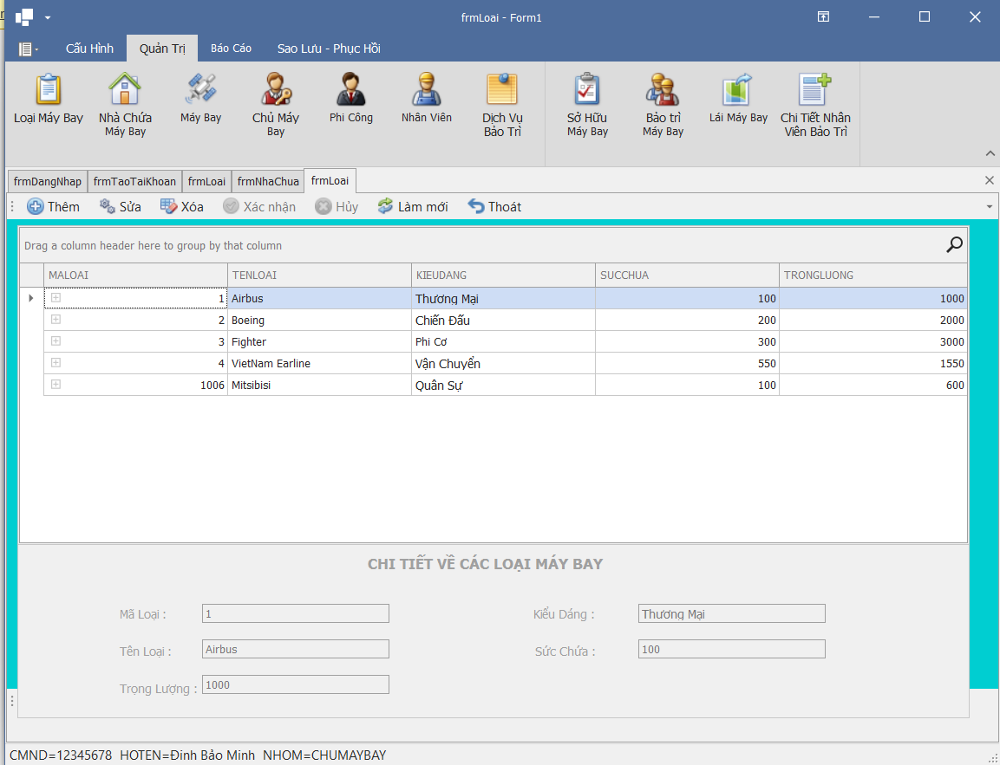 frmLoai - Form1
Cấu Hình Quản Trị Báo Cáo Sao Lưu - Phục Hồi
Loại Máy Bay Nhà Chứa Máy Bay Máy Bay Chủ Máy Bay Phi Công Nhân Viên Dịch Vụ Bảo Trì Sở Hữu Máy Bay Bảo trì Máy Bay Lái Máy Bay Chi Tiết Nhân Viên Bảo Trì
frmDangNhap frmTaoTaiKhoan frmLoai frmNhaChua frmLoai
Thêm Sửa Xóa Xác nhận Hủy Làm mới Thoát
Drag a column header here to group by that column
MALOAI TENLOAI KIEUDANG SUCCHUA TRONGLUONG
1 Airbus Thương Mại 100 1000
2 Boeing Chiến Đấu 200 2000
3 Fighter Phi Cơ 300 3000
4 VietNam Earline Vận Chuyển 550 1550
1006 Mitsibisi Quân Sự 100 600
CHI TIẾT VỀ CÁC LOẠI MÁY BAY
Mã Loại : 1 Kiểu Dáng : Thương Mại
Tên Loại : Airbus Sức Chứa : 100
Trọng Lượng : 1000
CMND=12345678 HOTEN=Đinh Bảo Minh NHOM=CHUMAYBAY